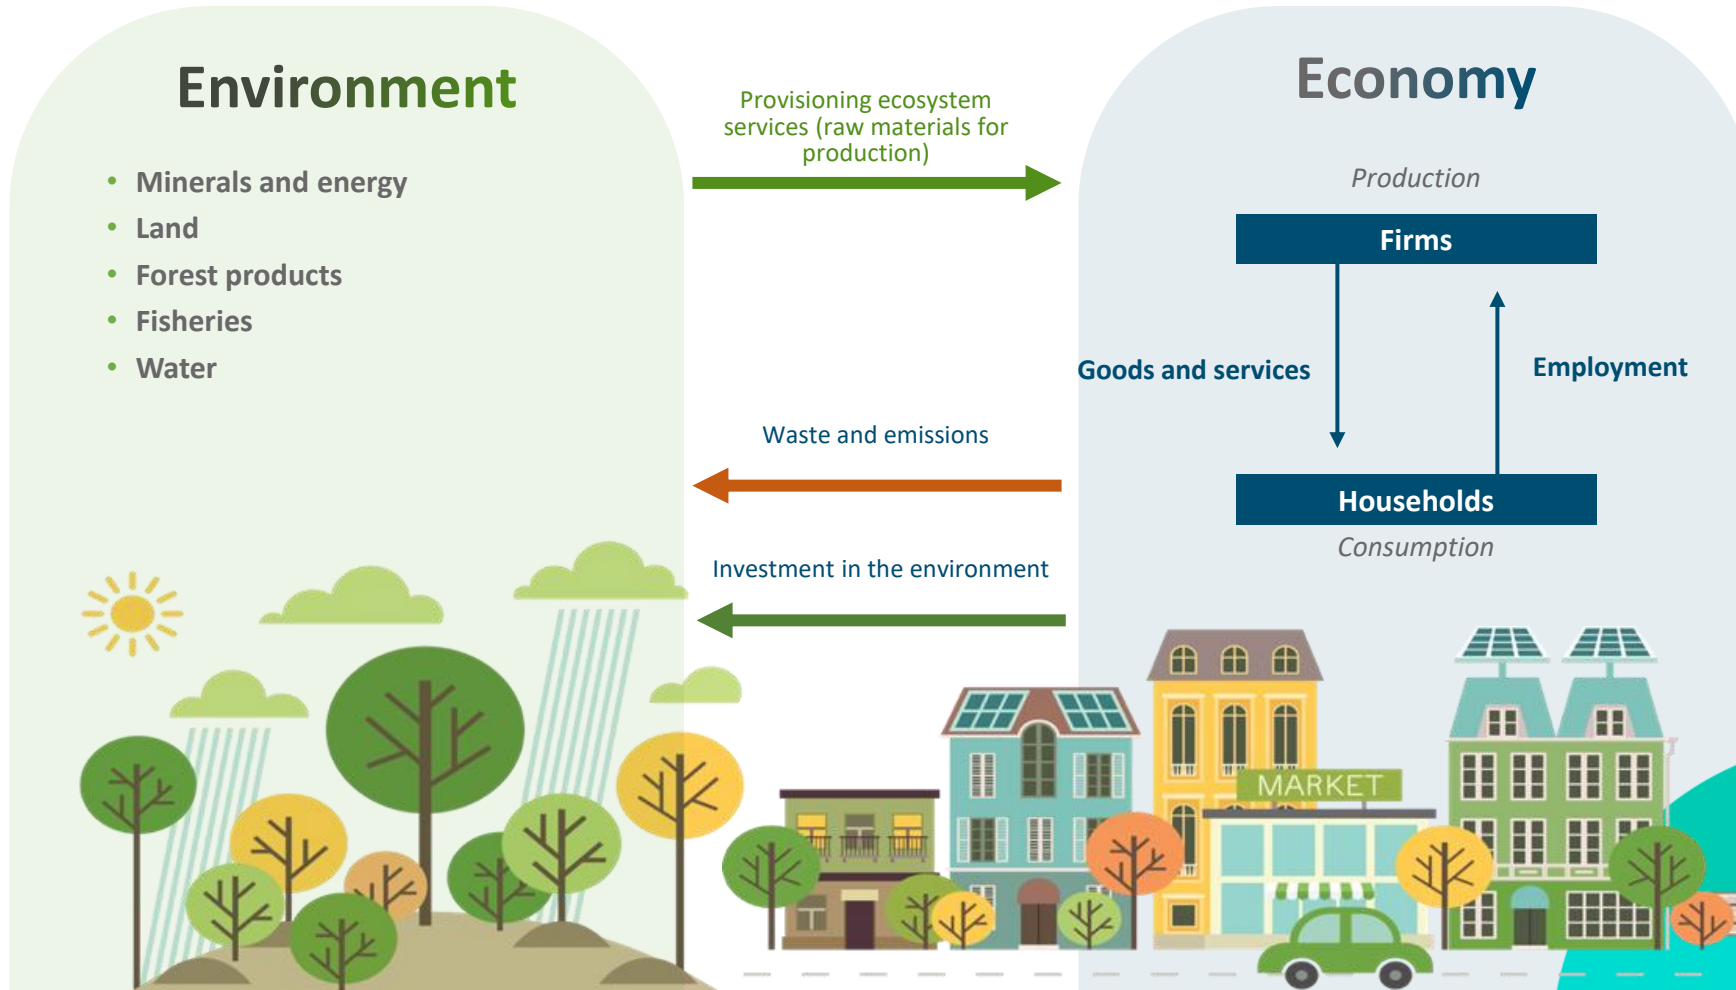 Environment
• Minerals and energy
• Land
• Forest products
• Fisheries
• Water
Provisioning ecosystem
services (raw materials for
production)
Waste and emissions
Investment in the environment
Economy
Production
Firms
Goods and services
Employment
Households
Consumption
MARKET